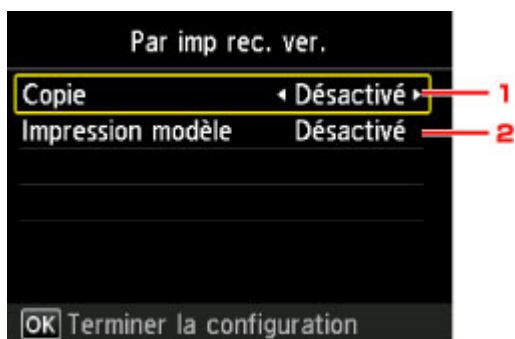 Par imp rec. ver.
Copie Désactivé 1
Impression modèle Désactivé 2
OK Terminer la configuration